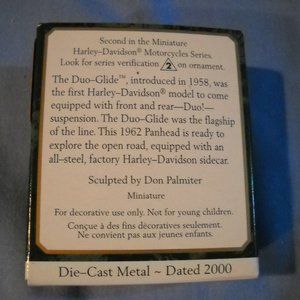 Second in the Miniature
Harley–Davidson® Motorcycles Series.
Look for series verification 2 on ornament.
The Duo–Glide™, introduced in 1958, was
the first Harley–Davidson® model to come
equipped with front and rear—Duo!—
suspension. The Duo–Glide was the flagship
of the line. This 1962 Panhead is ready to
explore the open road, equipped with an
all–steel, factory Harley–Davidson sidecar.
Sculpted by Don Palmiter
Miniature
For decorative use only. Not for young children.
Conçue à des fins décoratives seulement.
Ne convient pas aux jeunes enfants.
Die–Cast Metal ~ Dated 2000